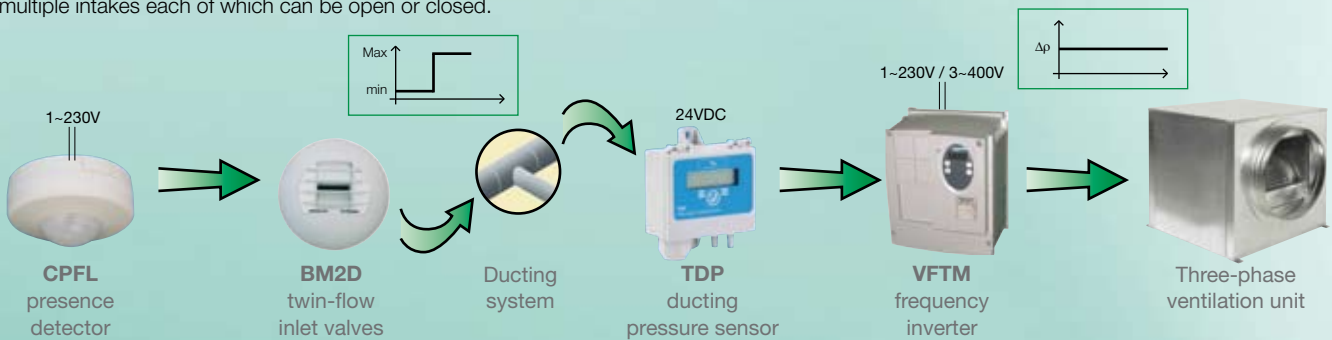 multiple intakes each of which can be open or closed.
Max
min
Δρ
1~230V
24VDC
1~230V / 3~400V
CPFL
presence
detector
BM2D
twin-flow
inlet valves
Ducting
system
TDP
ducting
pressure sensor
VFTM
frequency
inverter
Three-phase
ventilation unit